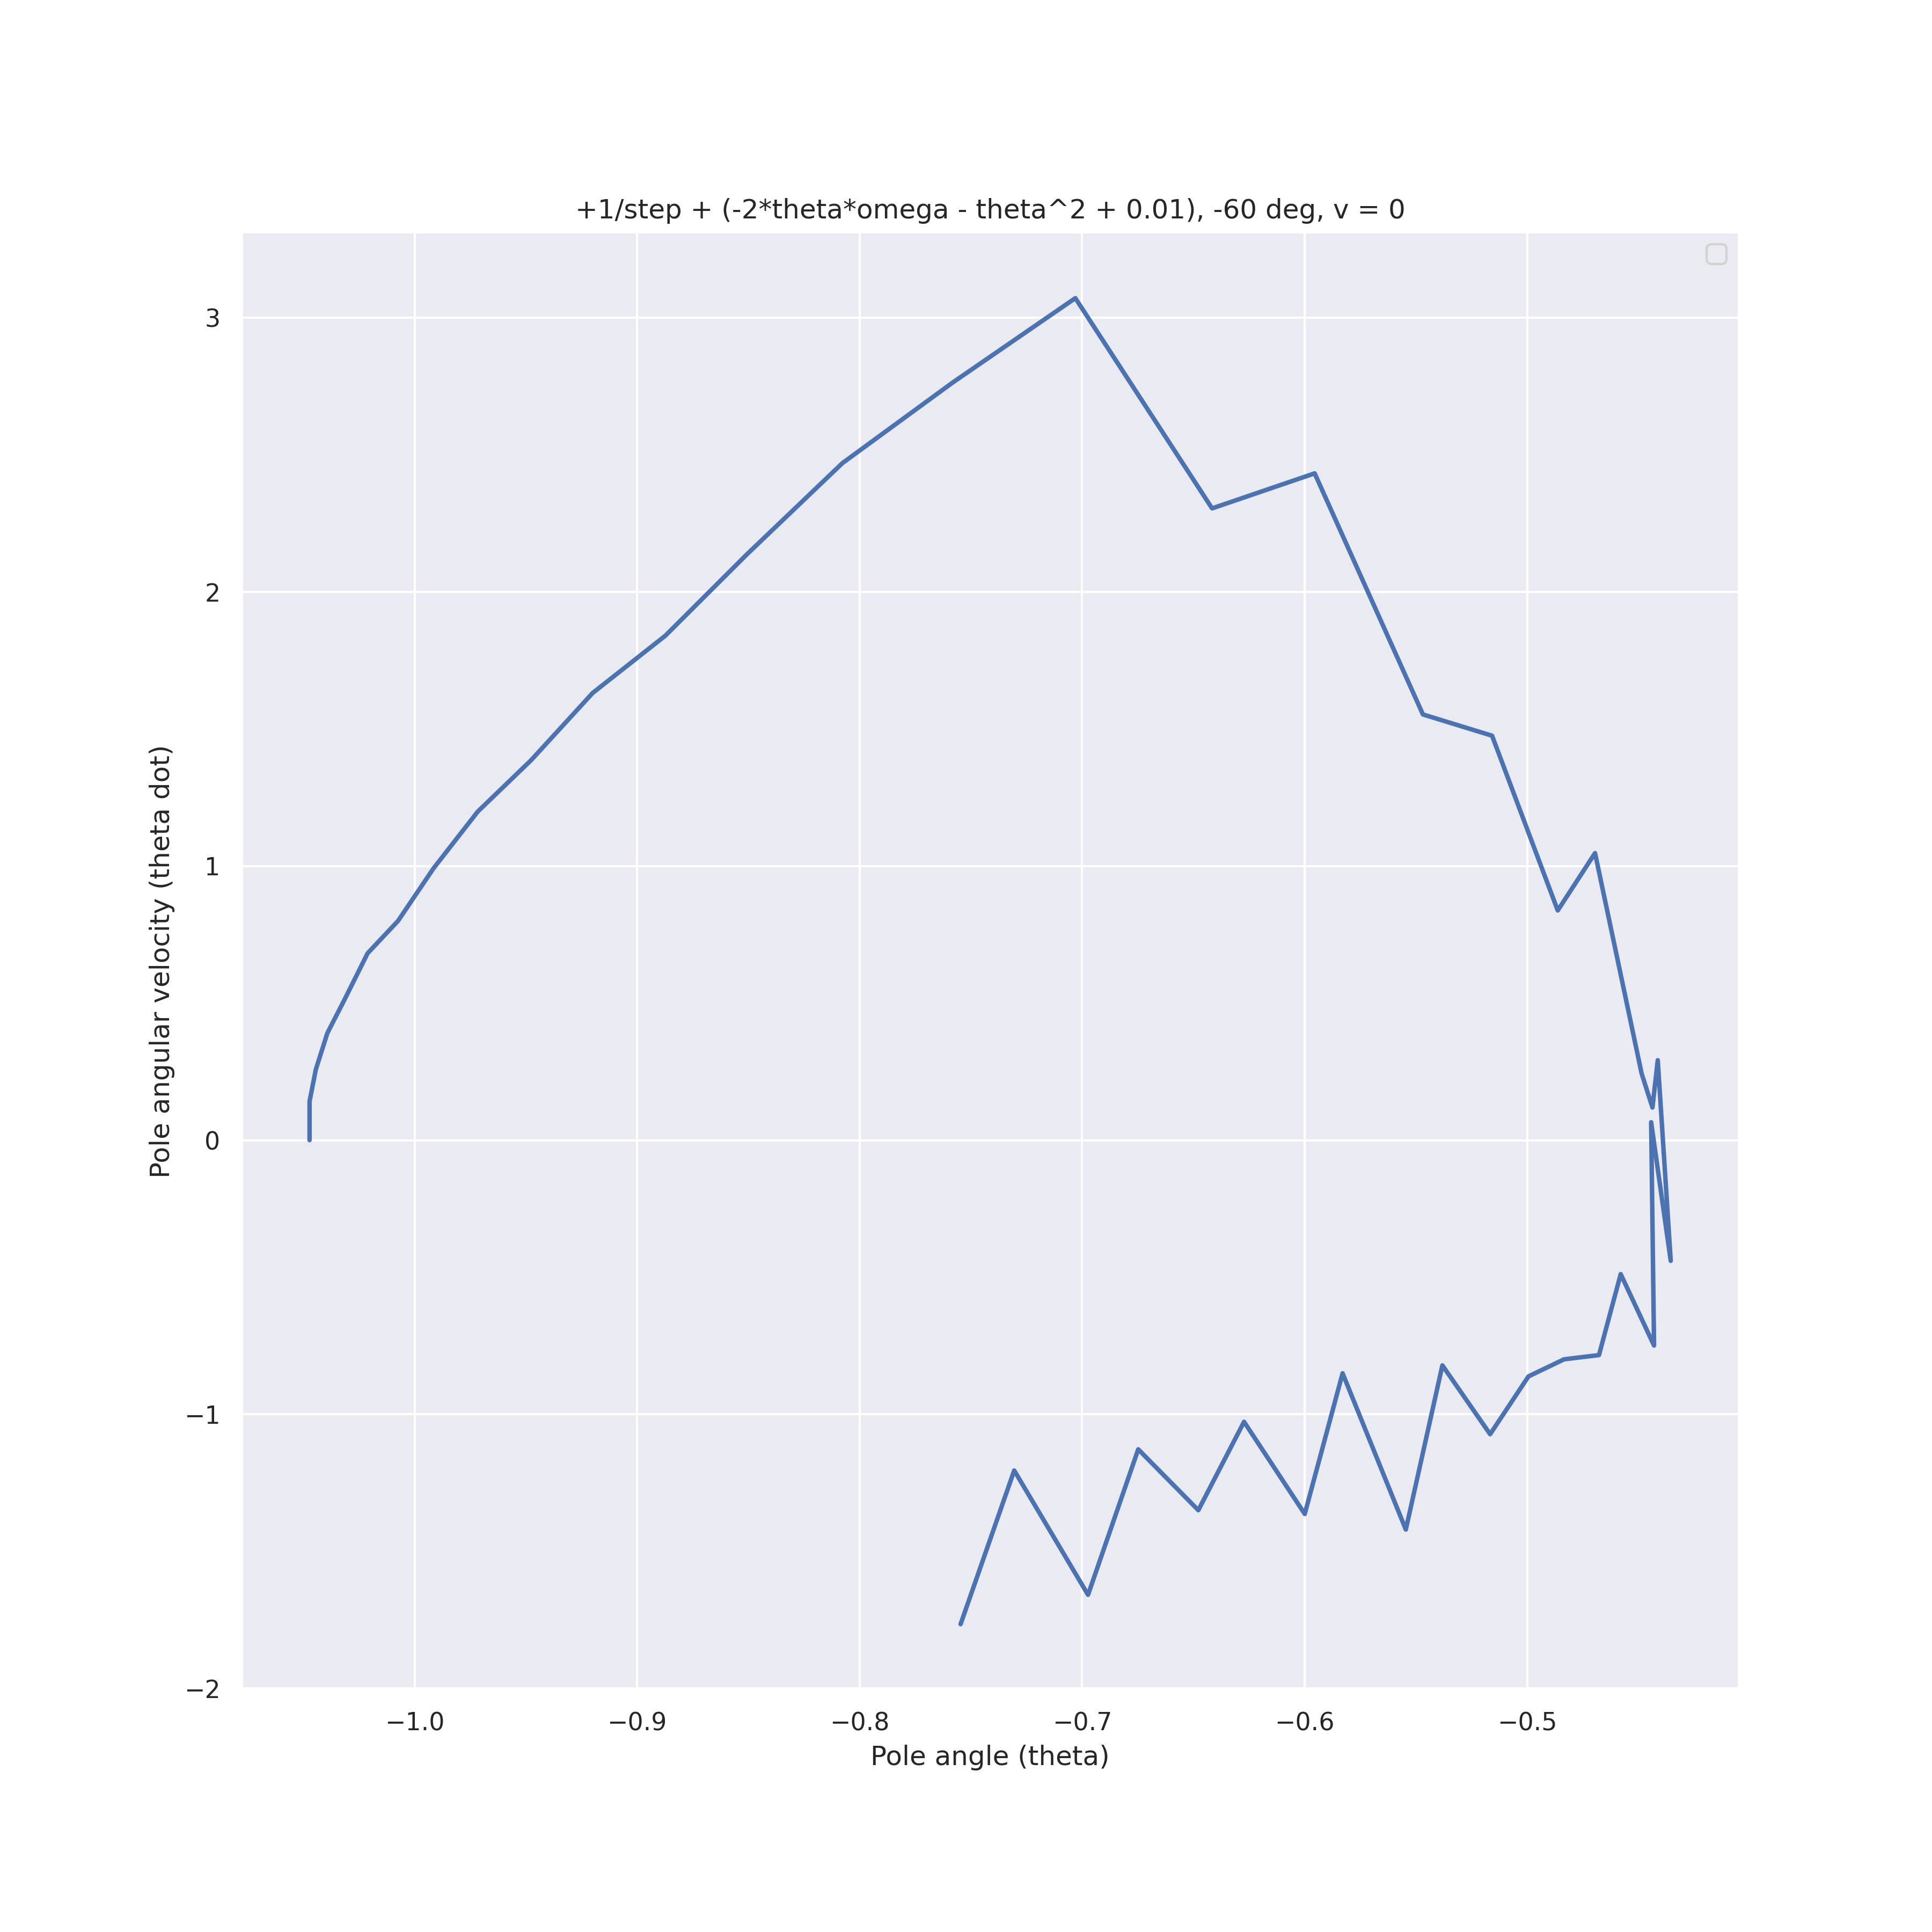 +1/step + (-2*theta*omega - theta^2 + 0.01), -60 deg, v = 0
3
2
1
0
−1
−2
Pole angular velocity (theta dot)
−1.0 −0.9 −0.8 −0.7 −0.6 −0.5
Pole angle (theta)